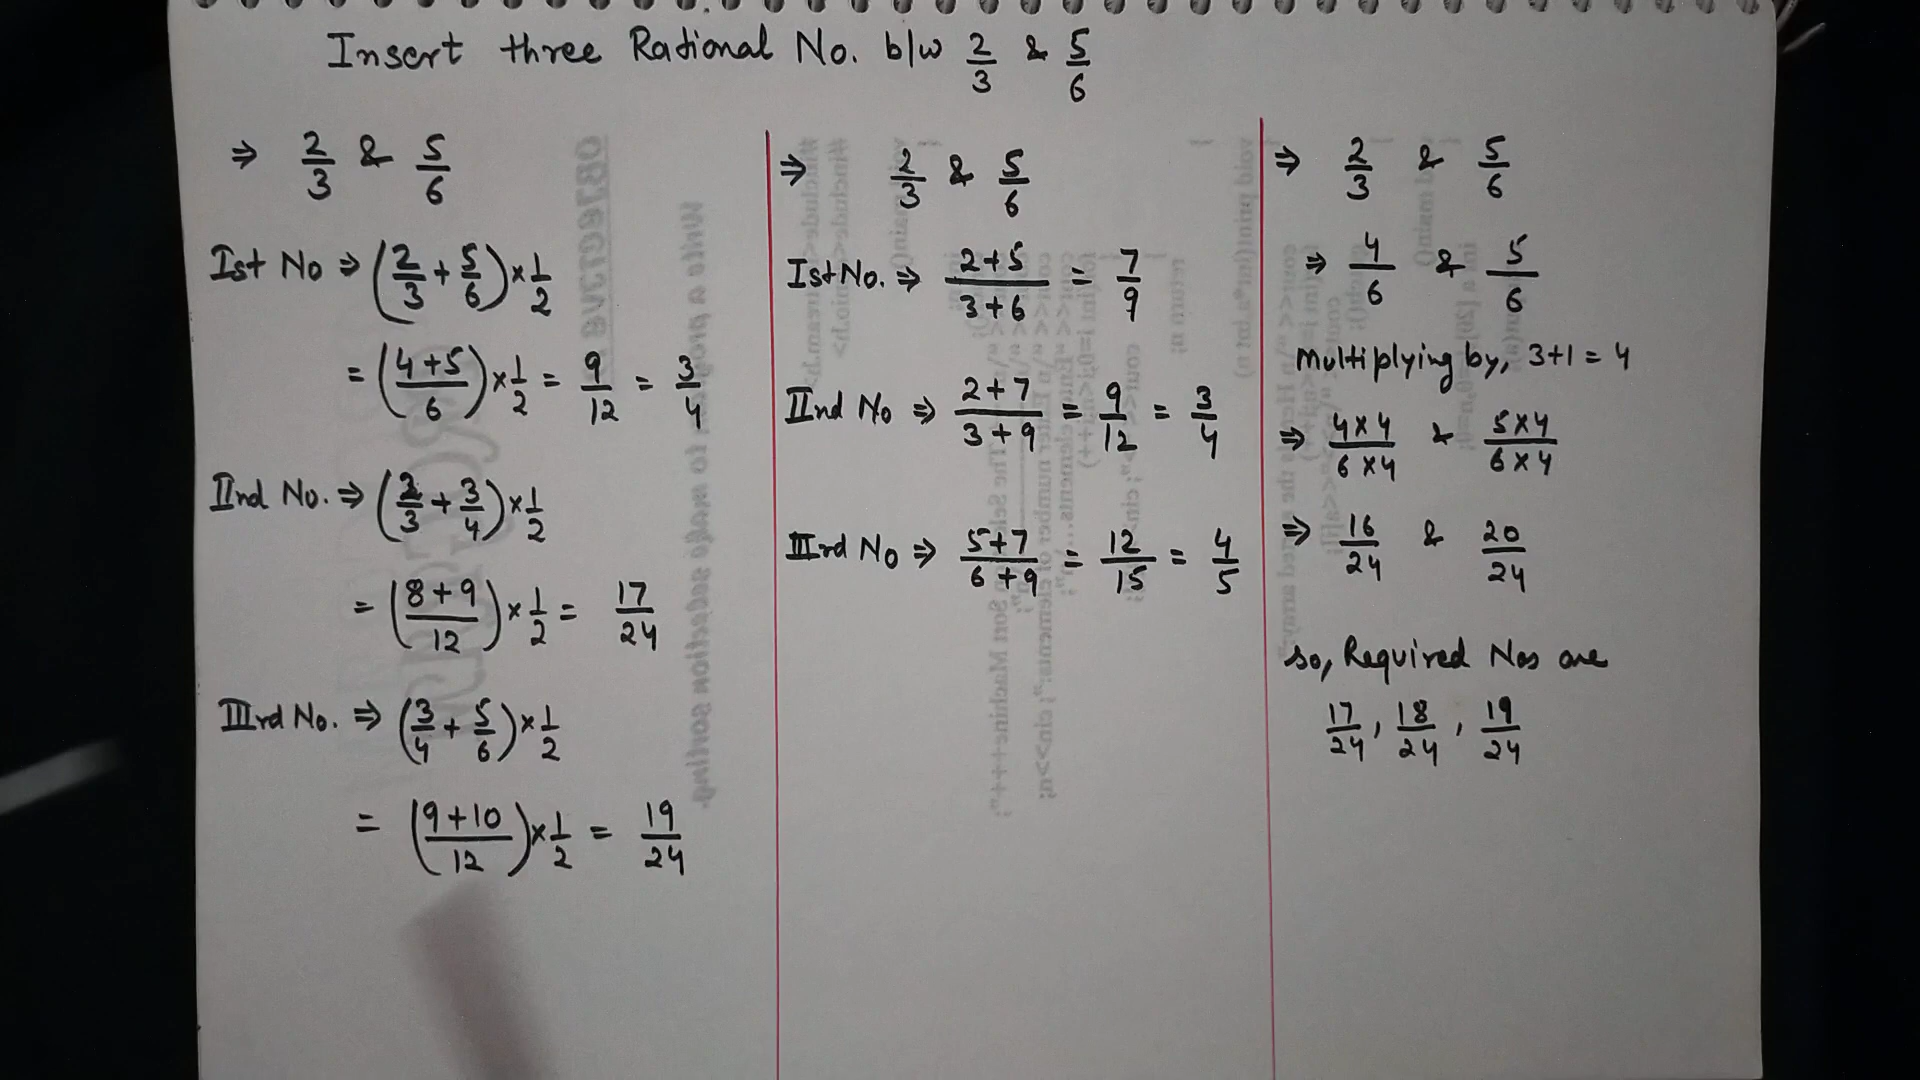 Insert three Rational No. b/w 2/3 & 5/6
⇒ 2/3 & 5/6
Ist No ⇒ (2/3 + 5/6) × 1/2
= (4+5/6) × 1/2 = 9/12 = 3/4
IInd No. ⇒ (2/3 + 3/4) × 1/2
= (8+9/12) × 1/2 = 17/24
IIIrd No. ⇒ (3/4 + 5/6) × 1/2
= (9+10/12) × 1/2 = 19/24
⇒ 2/3 & 5/6
Ist No. ⇒ 2+5/3+6 = 7/9
IInd No ⇒ 2+7/3+9 = 9/12 = 3/4
IIIrd No ⇒ 5+7/6+9 = 12/15 = 4/5
⇒ 2/3 & 5/6
⇒ 4/6 & 5/6
Multiplying by, 3+1 = 4
⇒ 4×4/6×4 & 5×4/6×4
⇒ 16/24 & 20/24
so, Required Nos are
17/24, 18/24, 19/24